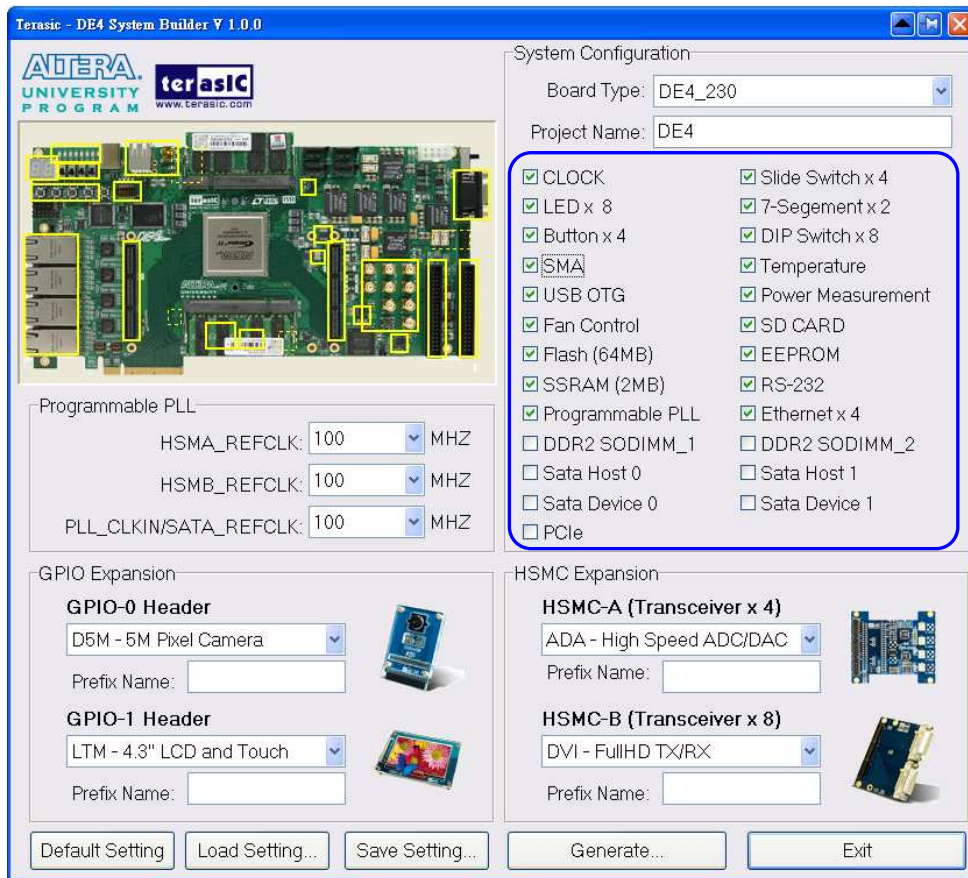 Terasic - DE4 System Builder V 1.0.0
ALTERA.
UNIVERSITY
PROGRAM
terasIC
www.terasic.com
System Configuration
Board Type: DE4_230
Project Name: DE4
CLOCK
Slide Switch x 4
LED x 8
7-Segement x 2
Button x 4
DIP Switch x 8
SMA
Temperature
USB OTG
Power Measurement
Fan Control
SD CARD
Flash (64MB)
EEPROM
SSRAM (2MB)
RS-232
Programmable PLL
Ethernet x 4
DDR2 SODIMM_1
DDR2 SODIMM_2
Sata Host 0
Sata Host 1
Sata Device 0
Sata Device 1
PCIe
Programmable PLL
HSMA_REFCLK: 100 MHZ
HSMB_REFCLK: 100 MHZ
PLL_CLKIN/SATA_REFCLK: 100 MHZ
GPIO Expansion
GPIO-0 Header
D5M - 5M Pixel Camera
Prefix Name:
GPIO-1 Header
LTM - 4.3" LCD and Touch
Prefix Name:
HSMC Expansion
HSMC-A (Transceiver x 4)
ADA - High Speed ADC/DAC
Prefix Name:
HSMC-B (Transceiver x 8)
DVI - FullHD TX/RX
Prefix Name:
Default Setting
Load Setting...
Save Setting...
Generate...
Exit